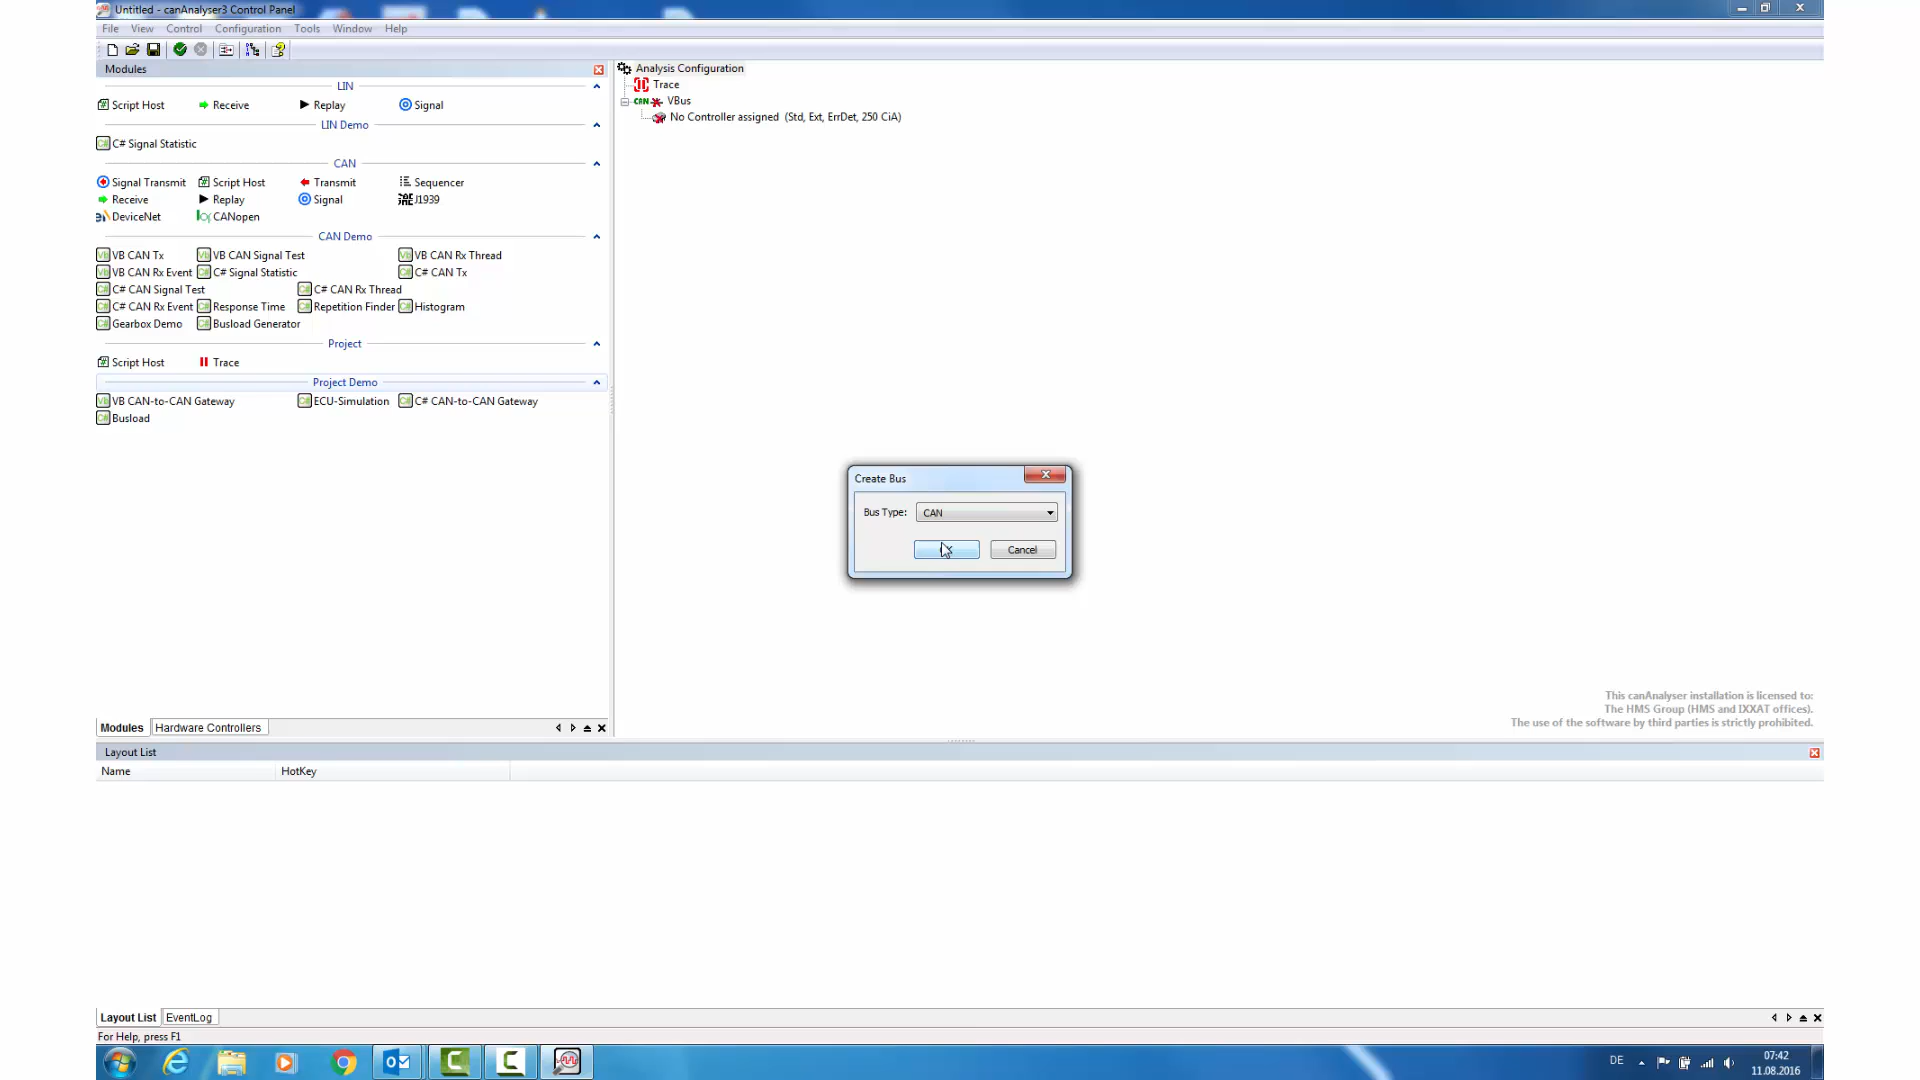 Untitled - canAnalyser3 Control Panel
File View Control Configuration Tools Window Help
Modules
LIN
Script Host Receive Replay Signal
LIN Demo
C# Signal Statistic
CAN
Signal Transmit Script Host Transmit Sequencer
Receive Replay Signal J1939
DeviceNet CANopen
CAN Demo
VB CAN Tx VB CAN Signal Test VB CAN Rx Thread
VB CAN Rx Event C# Signal Statistic C# CAN Tx
C# CAN Signal Test C# CAN Rx Thread
C# CAN Rx Event Response Time Repetition Finder Histogram
Gearbox Demo Busload Generator
Project
Script Host Trace
Project Demo
VB CAN-to-CAN Gateway ECU-Simulation C# CAN-to-CAN Gateway
Busload
Modules Hardware Controllers
Analysis Configuration
Trace
CAN VBus
No Controller assigned (Std, Ext, ErrDet, 250 CiA)
Create Bus
Bus Type: CAN
Cancel
This canAnalyser installation is licensed to:
The HMS Group (HMS and IXXAT offices).
The use of the software by third parties is strictly prohibited.
Layout List
Name HotKey
Layout List EventLog
For Help, press F1
DE
07:42
11.08.2016